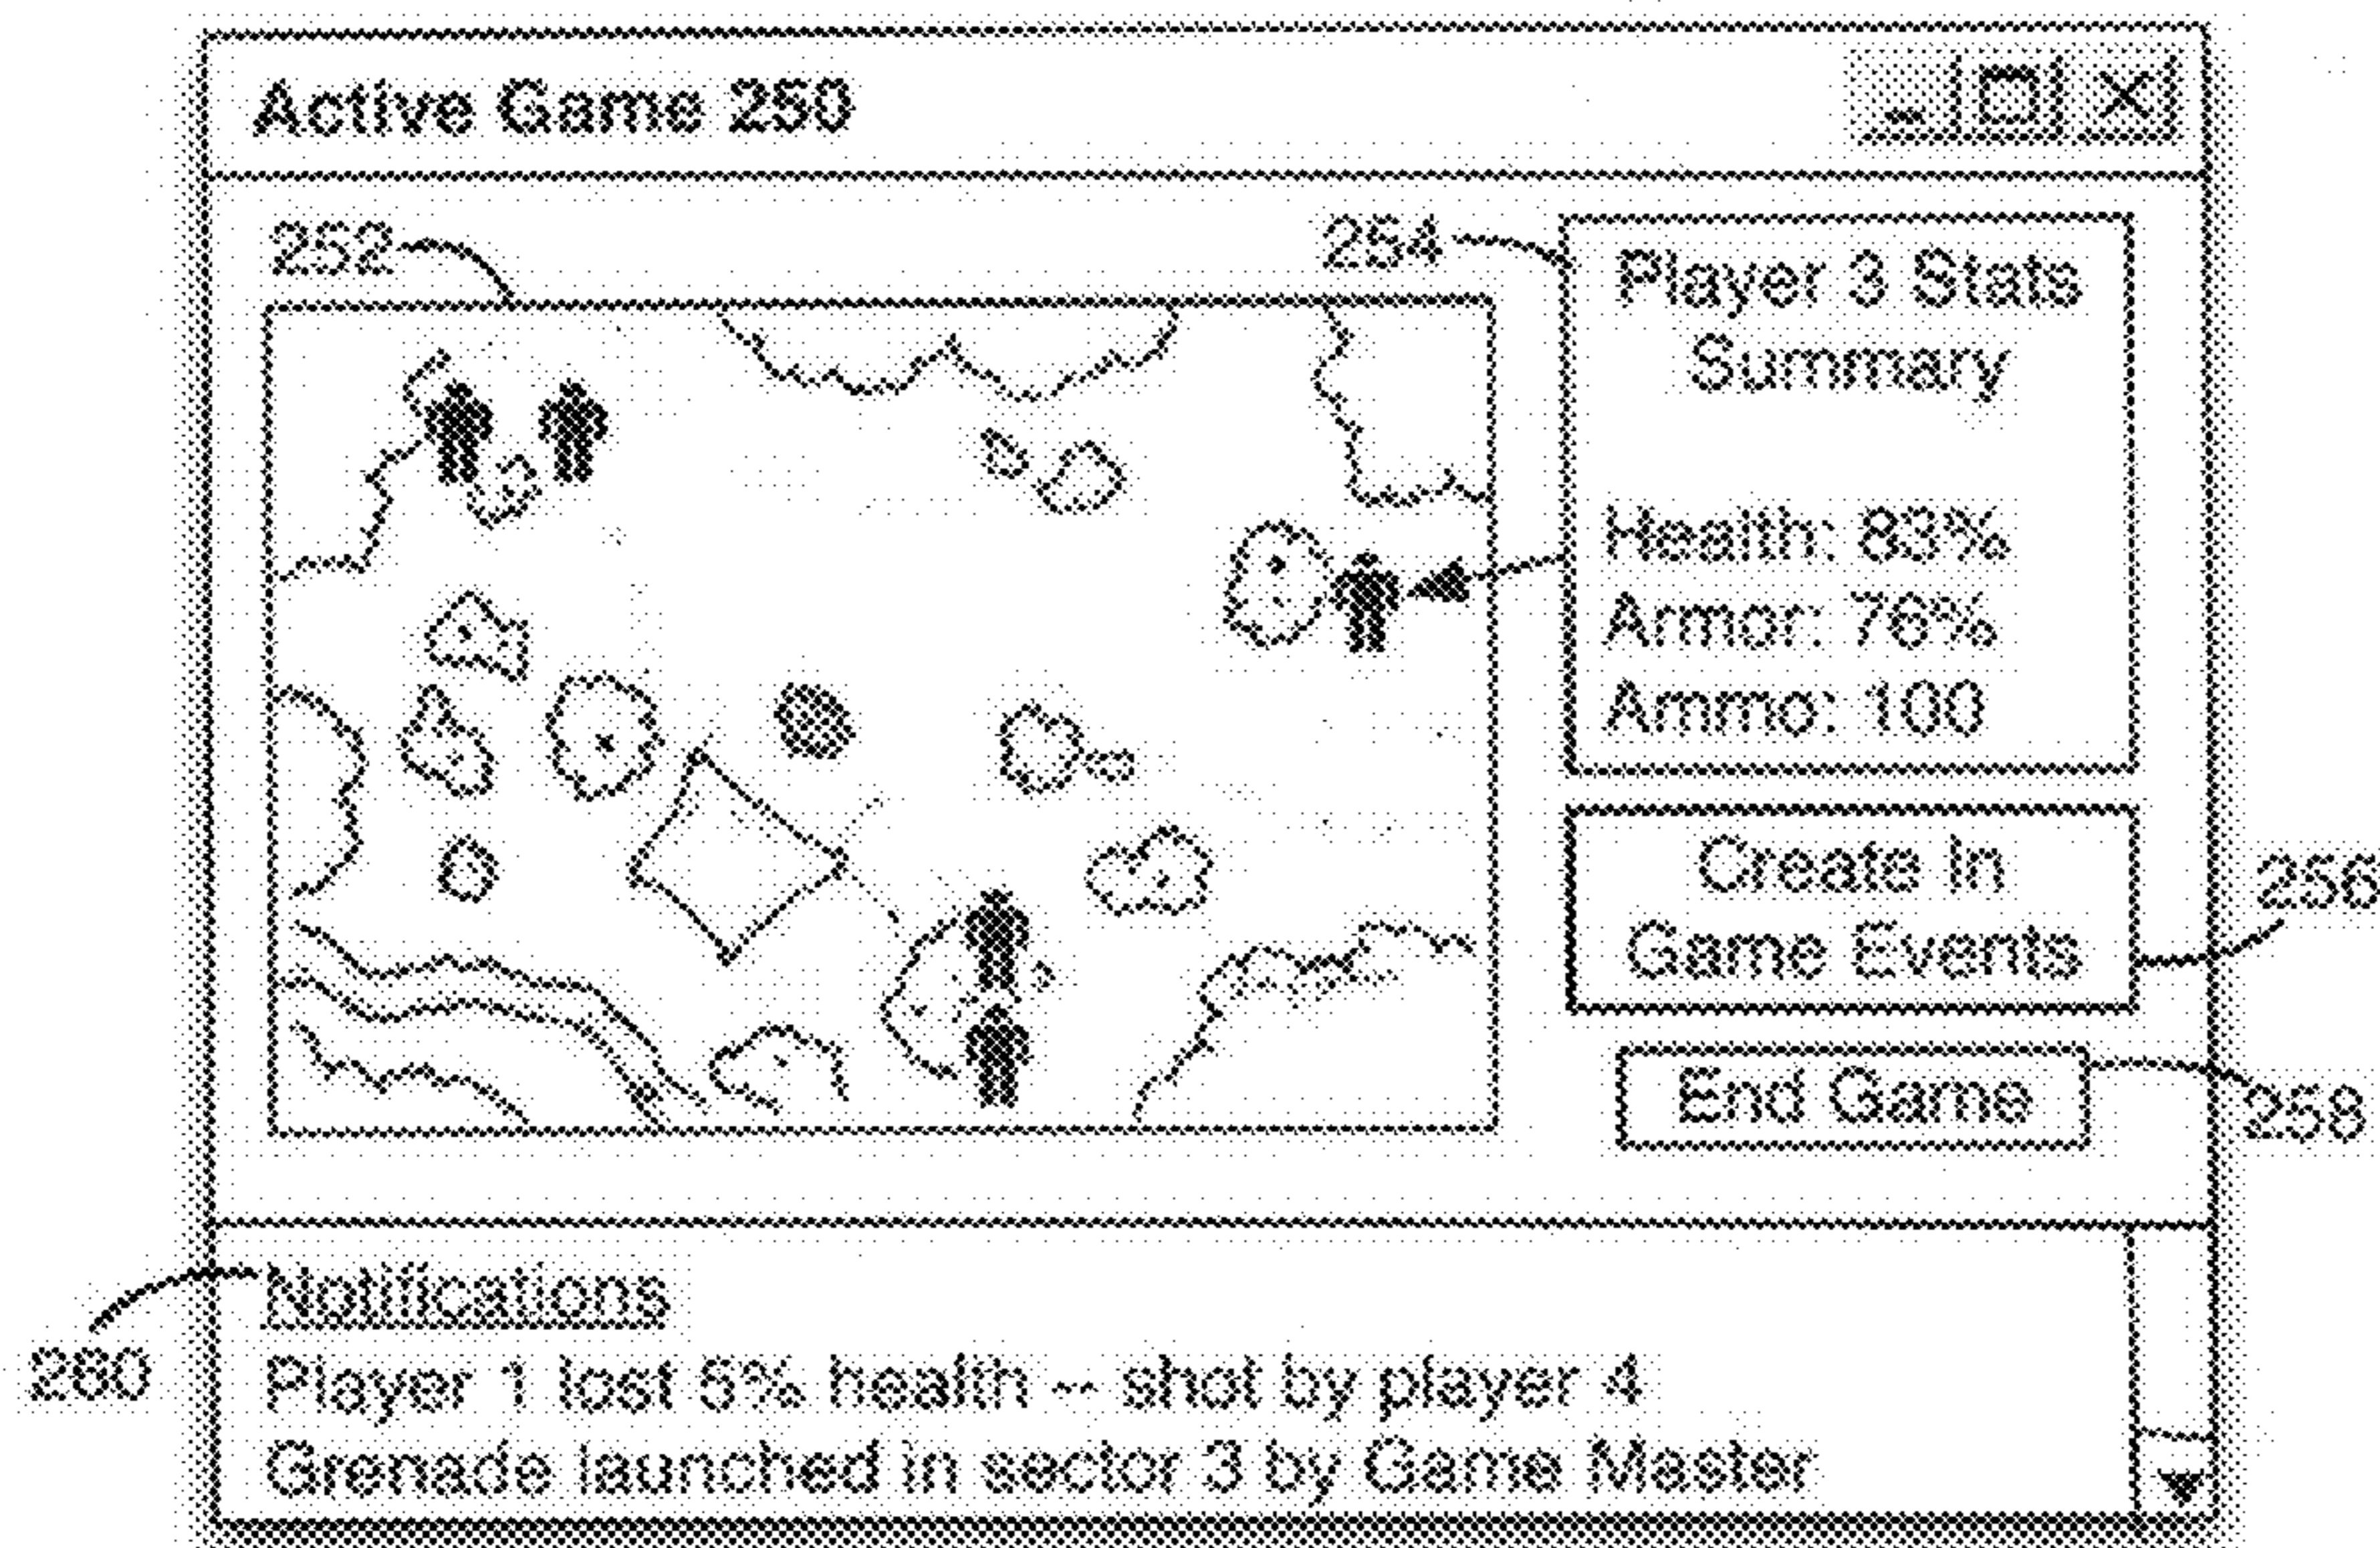 Active Game 250
252
254
Player 3 Stats
Summary
Health: 83%
Armor: 76%
Ammo: 100
Create In
Game Events
256
End Game
258
Notifications
260
Player 1 lost 5% health -- shot by player 4
Grenade launched in sector 3 by Game Master